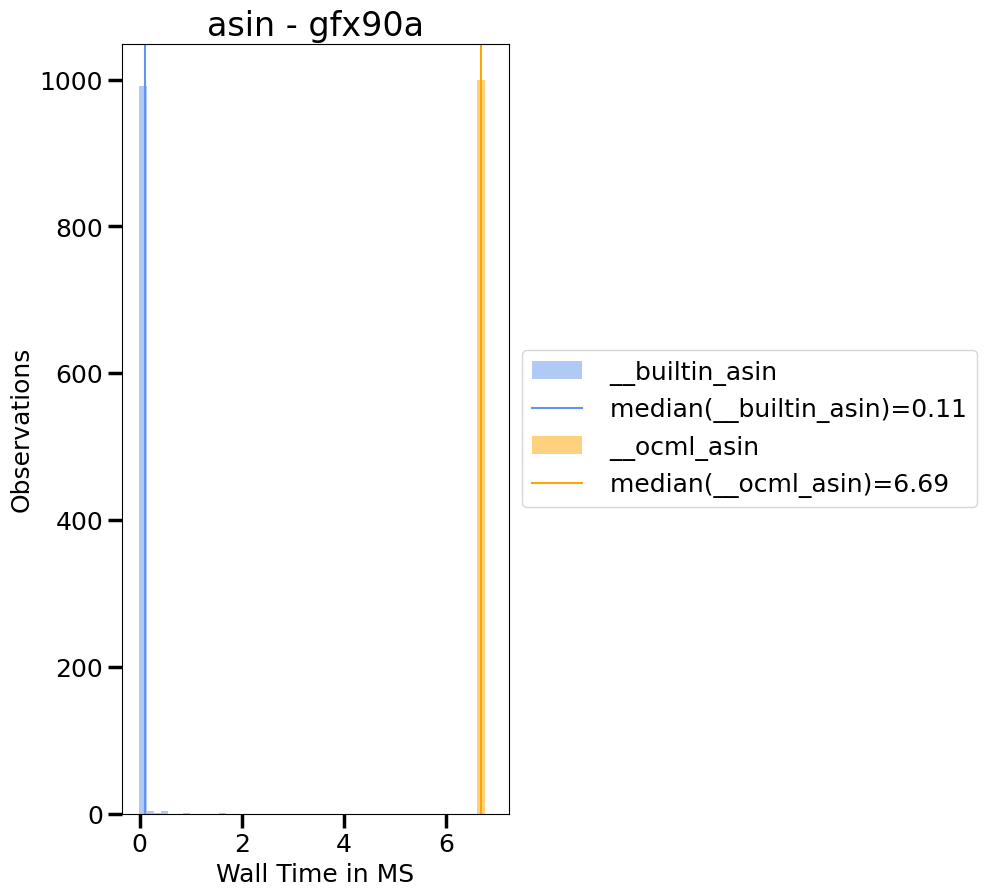 asin - gfx90a
1000
800
600
400
200
0
Observations
0 2 4 6
Wall Time in MS
__builtin_asin
median(__builtin_asin)=0.11
__ocml_asin
median(__ocml_asin)=6.69